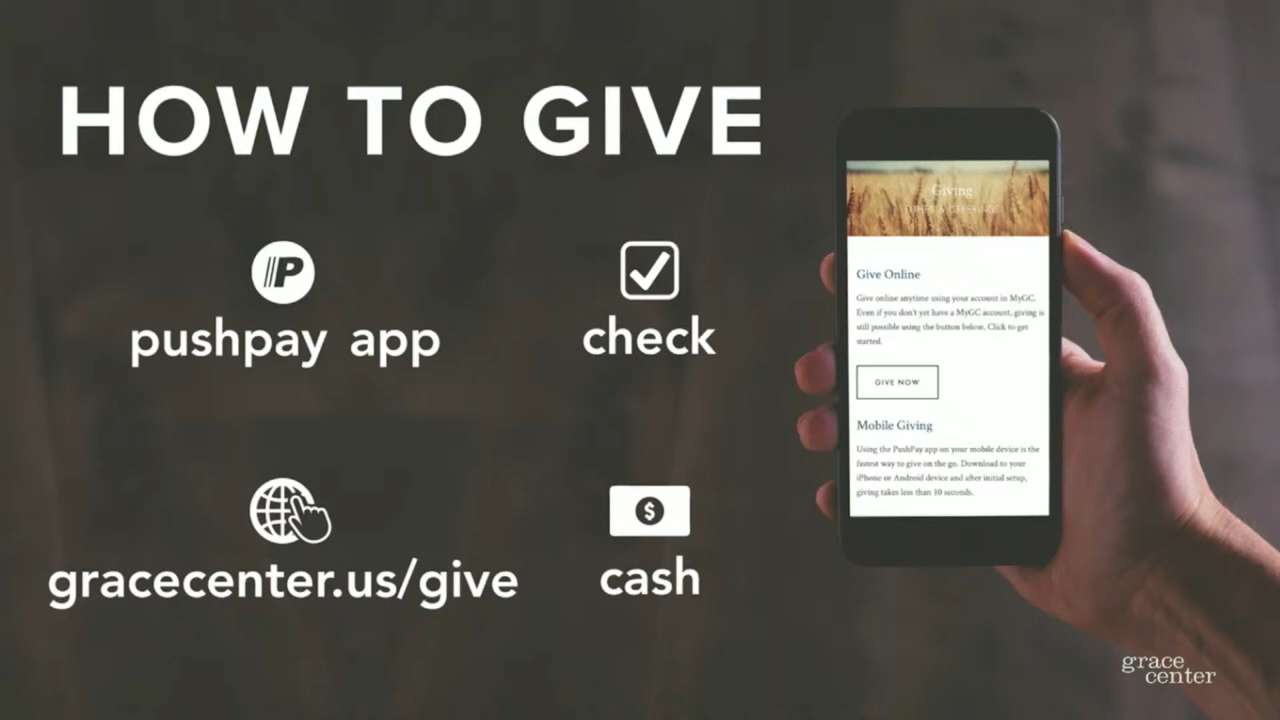 HOW TO GIVE
P
pushpay app
check
gracecenter.us/give
$
cash
Giving
TITHES & OFFERINGS
Give Online
Give online anytime using your account in MyGC.
Even if you don't yet have a MyGC account, giving is
still possible using the button below. Click to get
started.
GIVE NOW
Mobile Giving
Using the PushPay app on your mobile device is the
fastest way to give on the go. Download to your
iPhone or Android device and after initial setup,
giving takes less than 10 seconds.
grace
center